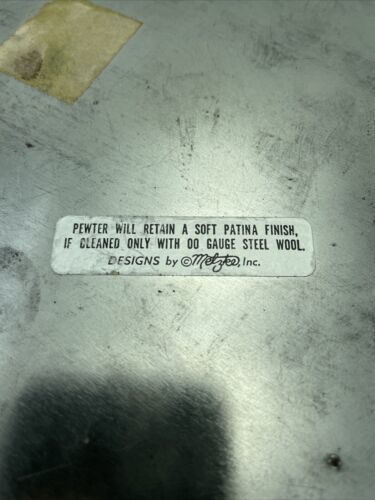 PEWTER WILL RETAIN A SOFT PATINA FINISH,
IF CLEANED ONLY WITH 00 GAUGE STEEL WOOL.
DESIGNS by ©Metzke, Inc.